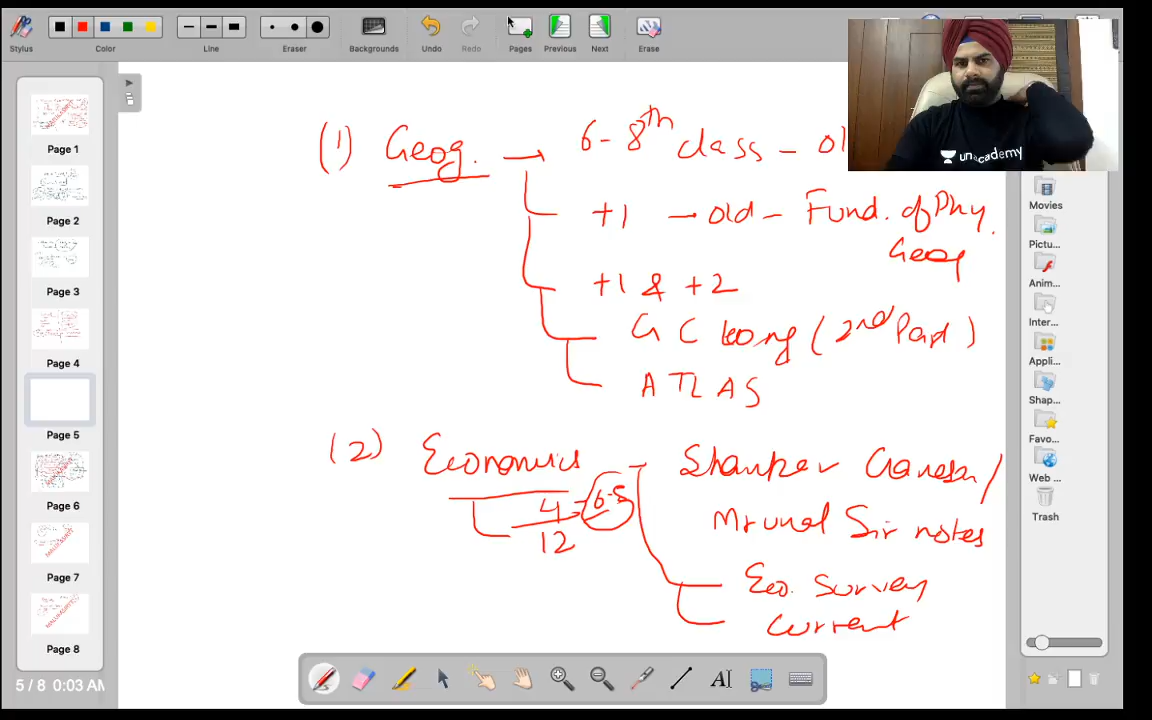 Stylus
Color
Line
Eraser
Backgrounds
Undo
Redo
Pages
Previous
Next
Erase
unacademy
Page 1
Page 2
Page 3
Page 4
Page 5
Page 6
Page 7
Page 8
5 / 8 0:03 AM
(1) Geog. → 6-8th class - ol
+1 → old - Fund. of Phy.
Geog
+1 & +2
G C Leong (2nd Part)
ATLAS
(2) Economics
4 - 6.5
12
Shanker Ganesh /
Mrunal Sir notes
Eco. Survey
Current
Movies
Pictu...
Anim...
Inter...
Appli...
Shap...
Favo...
Web ...
Trash